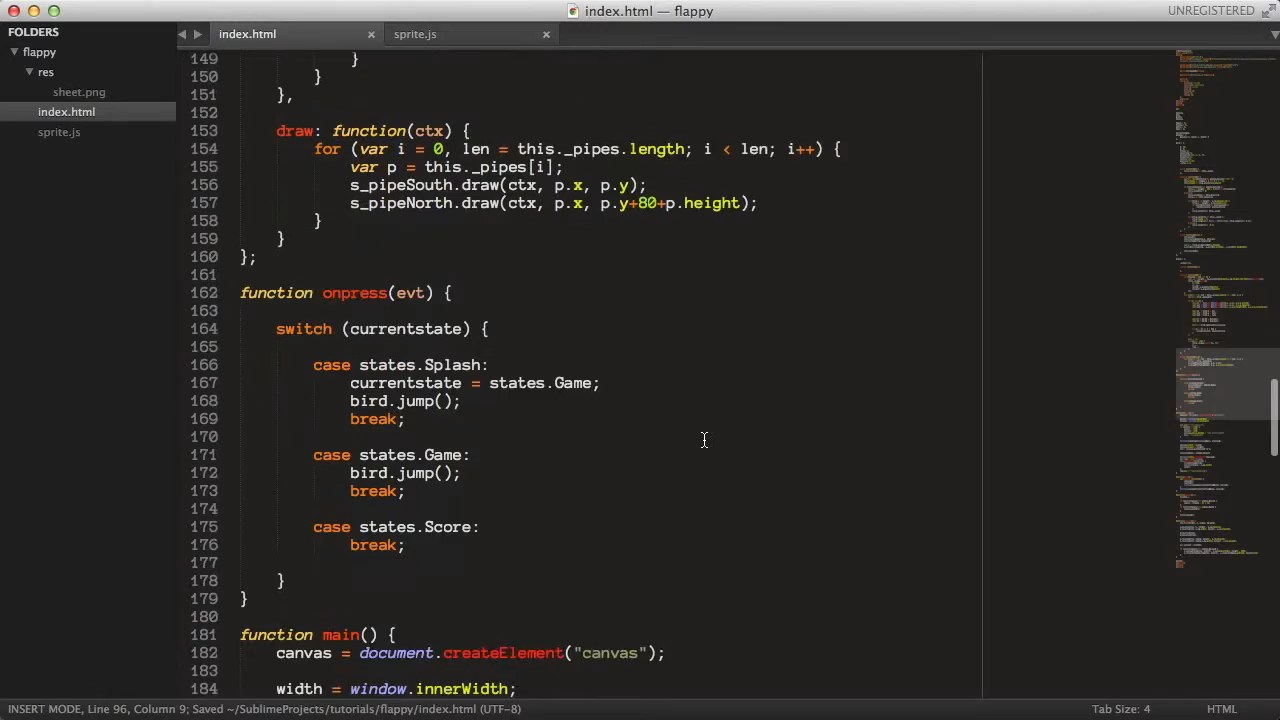 index.html — flappy
UNREGISTERED
FOLDERS
flappy
res
sheet.png
index.html
sprite.js
index.html
sprite.js
149 }
150 }
151 },
152
153 draw: function(ctx) {
154 for (var i = 0, len = this._pipes.length; i < len; i++) {
155 var p = this._pipes[i];
156 s_pipeSouth.draw(ctx, p.x, p.y);
157 s_pipeNorth.draw(ctx, p.x, p.y+80+p.height);
158 }
159 }
160 };
161
162 function onpress(evt) {
163
164 switch (currentstate) {
165
166 case states.Splash:
167 currentstate = states.Game;
168 bird.jump();
169 break;
170
171 case states.Game:
172 bird.jump();
173 break;
174
175 case states.Score:
176 break;
177
178 }
179 }
180
181 function main() {
182 canvas = document.createElement("canvas");
183
184 width = window.innerWidth;
INSERT MODE, Line 96, Column 9; Saved ~/SublimeProjects/tutorials/flappy/index.html (UTF-8)
Tab Size: 4
HTML